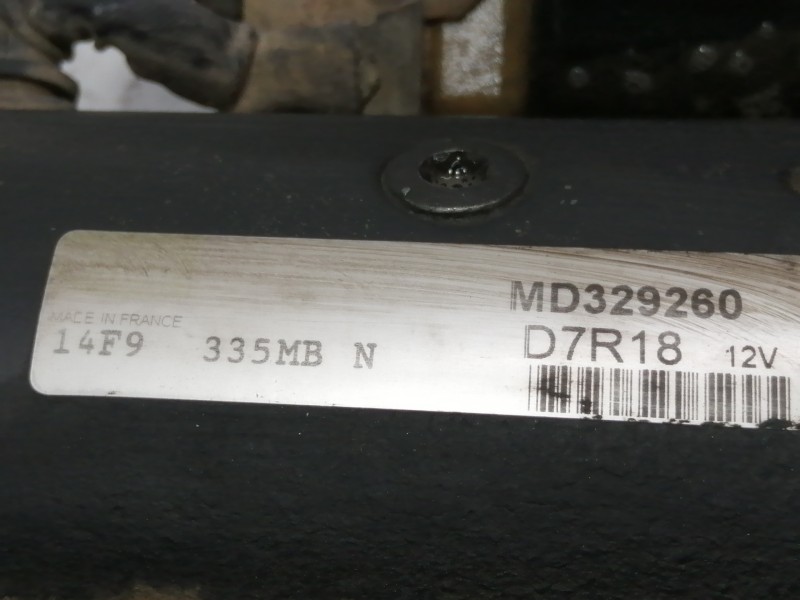 MD329260
MADE IN FRANCE
14F9 335MB N
D7R18 12V